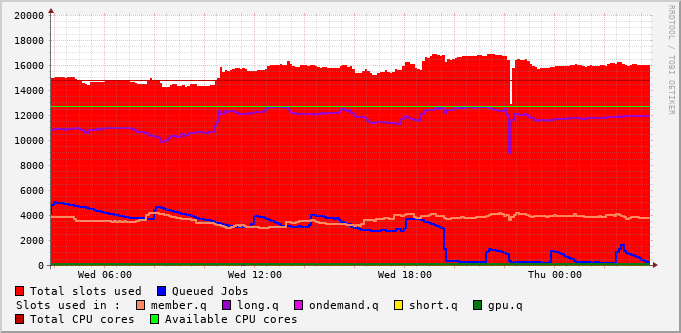 RRDTOOL / TOBI OETIKER
20000
18000
16000
14000
12000
10000
8000
6000
4000
2000
0
Wed 06:00 Wed 12:00 Wed 18:00 Thu 00:00
Total slots used Queued Jobs
Slots used in : member.q long.q ondemand.q short.q gpu.q
Total CPU cores Available CPU cores